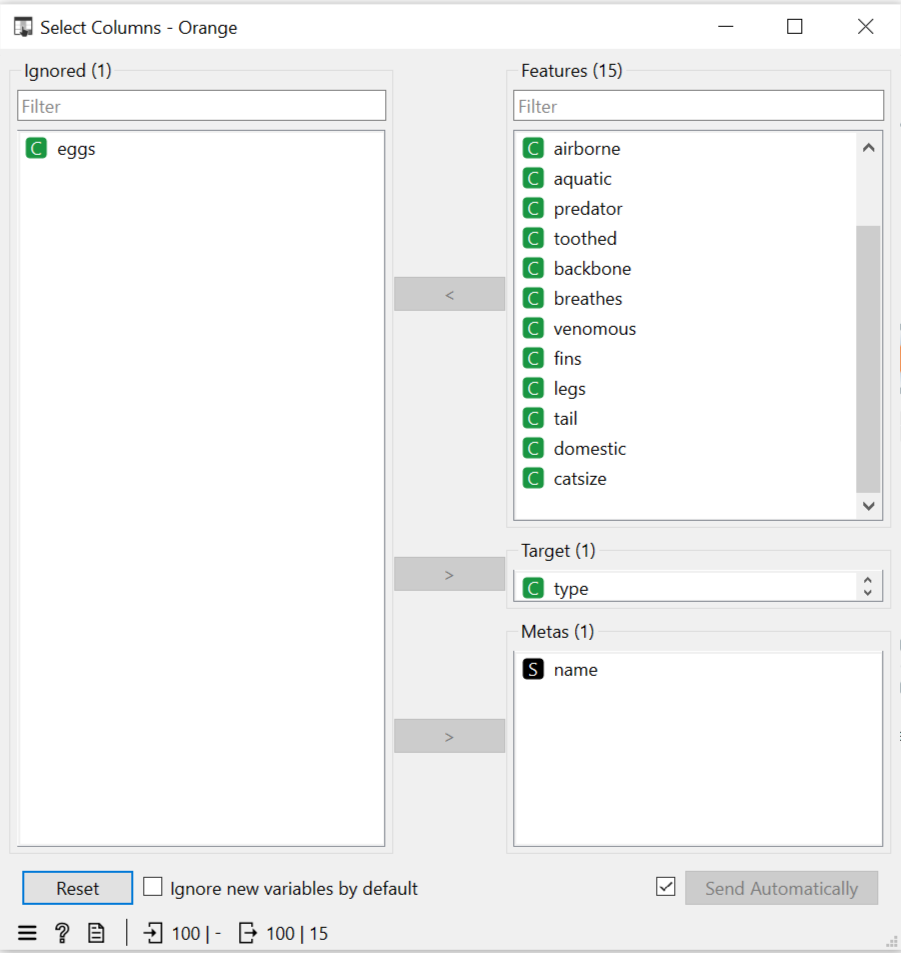 Select Columns - Orange
Ignored (1)
Filter
C eggs
<
>
>
Features (15)
Filter
C airborne
C aquatic
C predator
C toothed
C backbone
C breathes
C venomous
C fins
C legs
C tail
C domestic
C catsize
Target (1)
C type
Metas (1)
S name
Reset
Ignore new variables by default
Send Automatically
? 100 | - 100 | 15